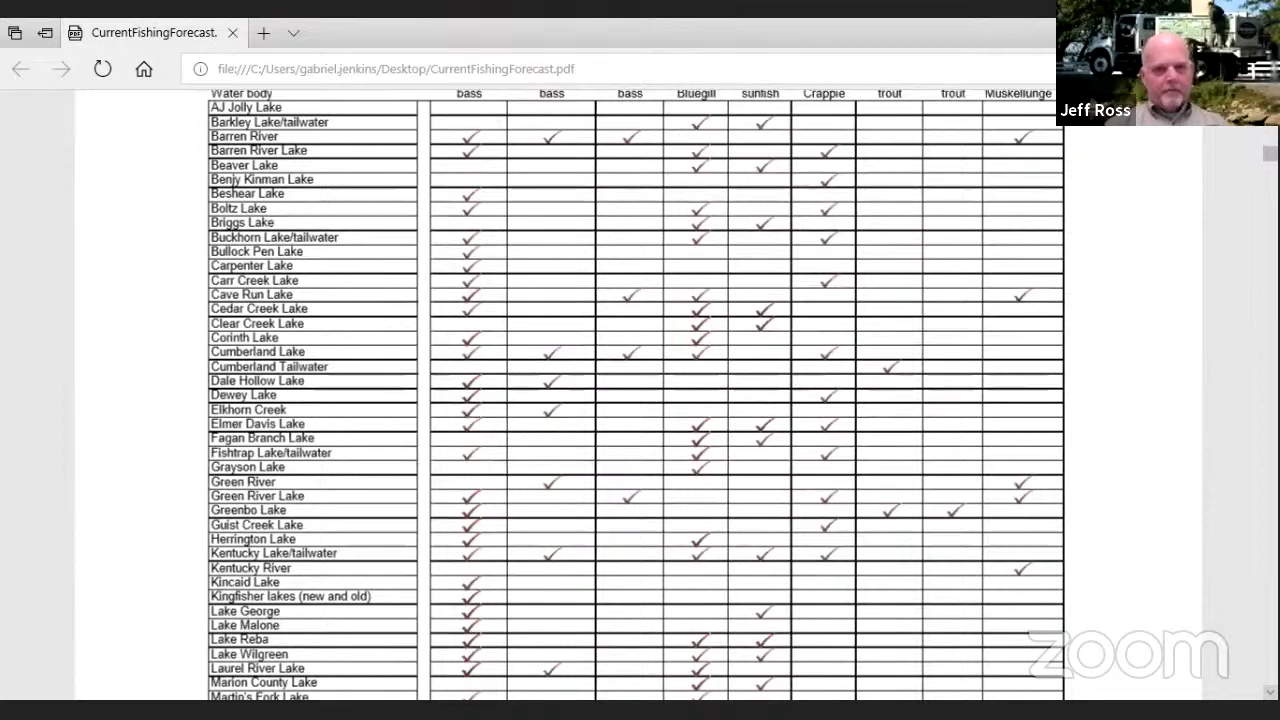 CurrentFishingForecast.
file:///C:/Users/gabriel.jenkins/Desktop/CurrentFishingForecast.pdf
Jeff Ross
Water body bass bass bass Bluegill sunfish Crappie trout trout Muskellunge
AJ Jolly Lake
Barkley Lake/tailwater
Barren River
Barren River Lake
Beaver Lake
Benjy Kinman Lake
Beshear Lake
Boltz Lake
Briggs Lake
Buckhorn Lake/tailwater
Bullock Pen Lake
Carpenter Lake
Carr Creek Lake
Cave Run Lake
Cedar Creek Lake
Clear Creek Lake
Corinth Lake
Cumberland Lake
Cumberland Tailwater
Dale Hollow Lake
Dewey Lake
Elkhorn Creek
Elmer Davis Lake
Fagan Branch Lake
Fishtrap Lake/tailwater
Grayson Lake
Green River
Green River Lake
Greenbo Lake
Guist Creek Lake
Herrington Lake
Kentucky Lake/tailwater
Kentucky River
Kincaid Lake
Kingfisher lakes (new and old)
Lake George
Lake Malone
Lake Reba
Lake Wilgreen
Laurel River Lake
Marion County Lake
Martin's Fork Lake
zoom